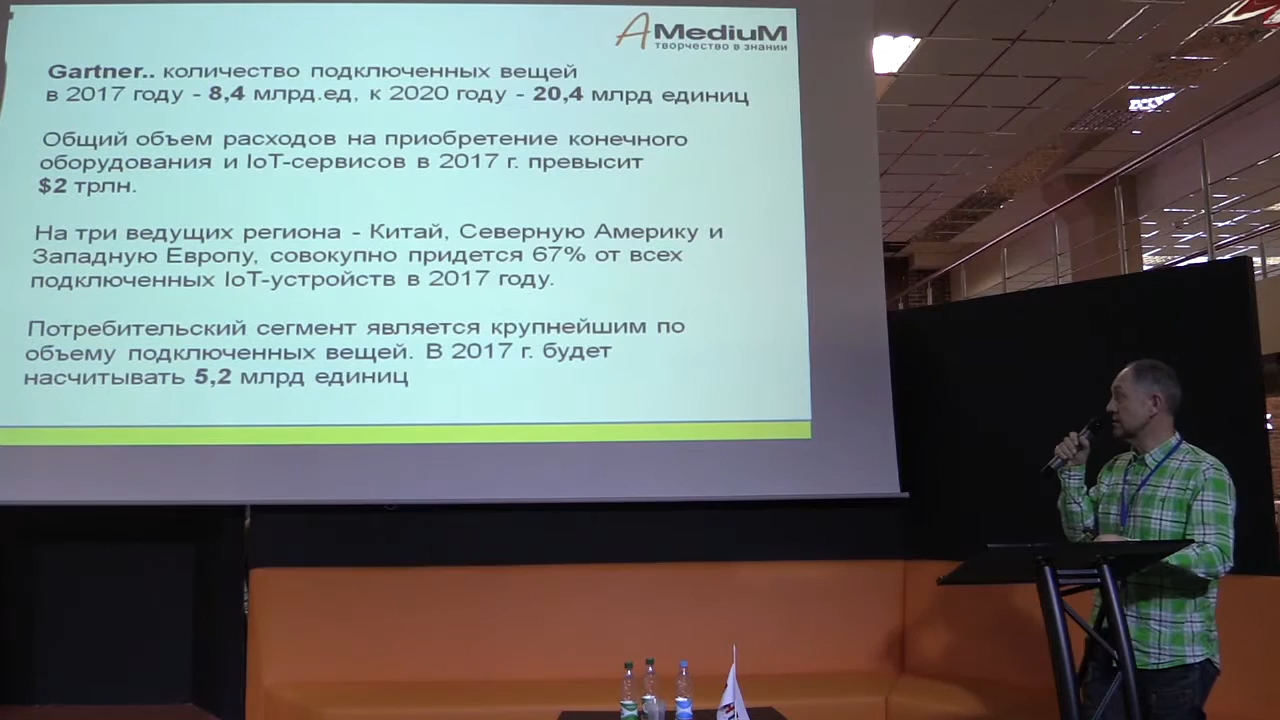 AMediuM
творчество в знании
Gartner.. количество подключенных вещей
в 2017 году - 8,4 млрд.ед, к 2020 году - 20,4 млрд единиц
Общий объем расходов на приобретение конечного
оборудования и IoT-сервисов в 2017 г. превысит
$2 трлн.
На три ведущих региона - Китай, Северную Америку и
Западную Европу, совокупно придется 67% от всех
подключенных IoT-устройств в 2017 году.
Потребительский сегмент является крупнейшим по
объему подключенных вещей. В 2017 г. будет
насчитывать 5,2 млрд единиц